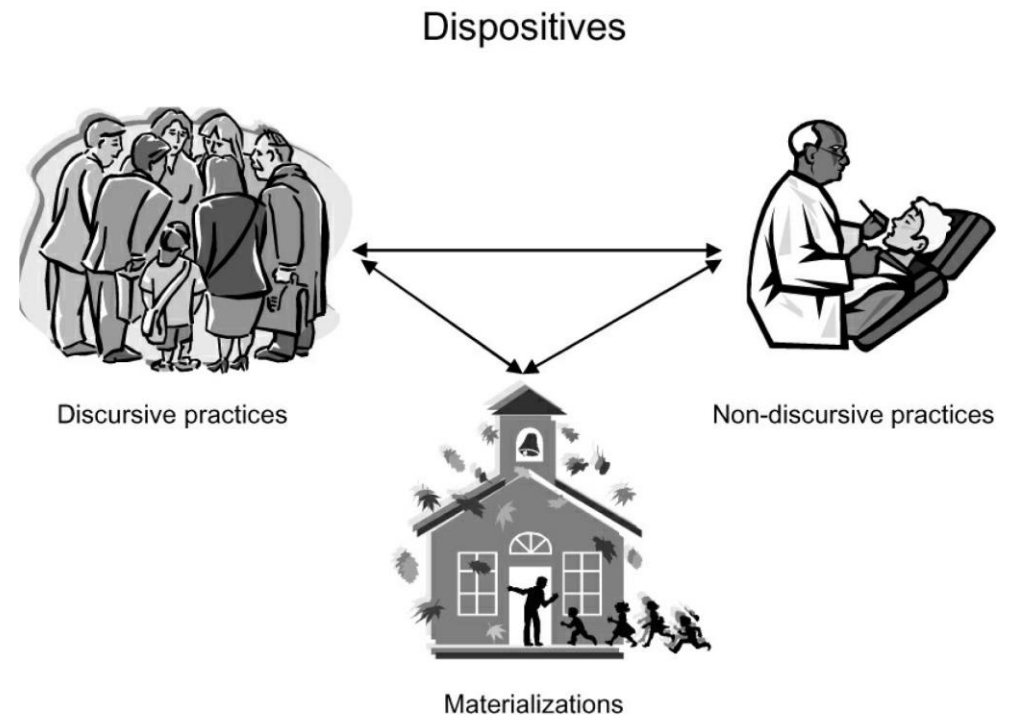 Dispositives
Discursive practices
Non-discursive practices
Materializations